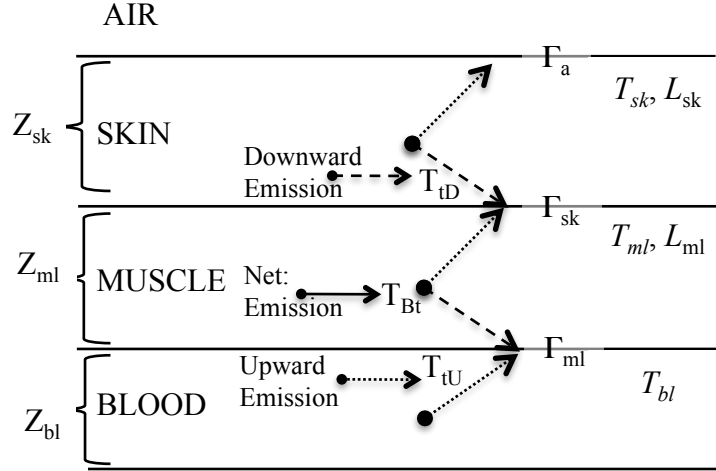 AIR
Γa
Tsk, Lsk
Zsk
SKIN
Downward
Emission
TtD
Γsk
Tml, Lml
Zml
MUSCLE
Net:
Emission
TBt
Γml
Upward
Emission
TtU
Tbl
Zbl
BLOOD